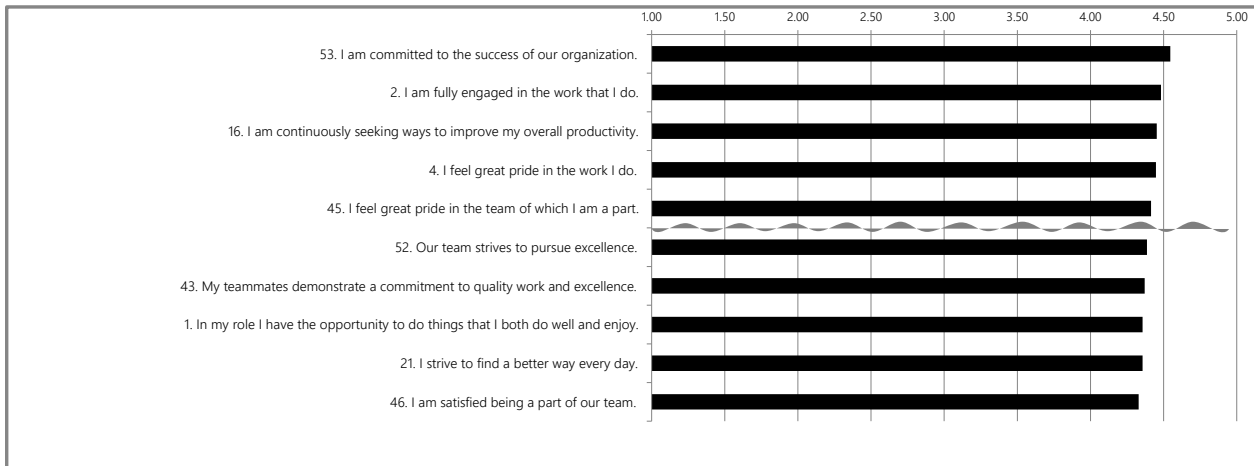 1.00 1.50 2.00 2.50 3.00 3.50 4.00 4.50 5.00
53. I am committed to the success of our organization.
2. I am fully engaged in the work that I do.
16. I am continuously seeking ways to improve my overall productivity.
4. I feel great pride in the work I do.
45. I feel great pride in the team of which I am a part.
52. Our team strives to pursue excellence.
43. My teammates demonstrate a commitment to quality work and excellence.
1. In my role I have the opportunity to do things that I both do well and enjoy.
21. I strive to find a better way every day.
46. I am satisfied being a part of our team.